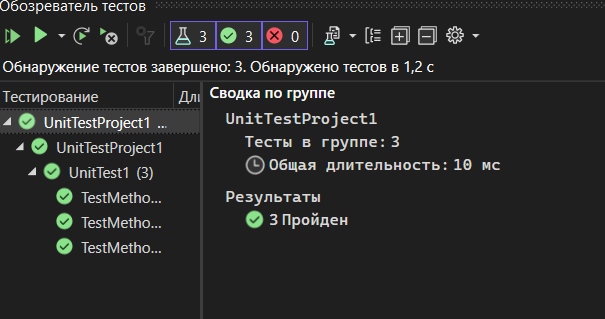 Обозреватель тестов
3 3 0
Обнаружение тестов завершено: 3. Обнаружено тестов в 1,2 с
Тестирование
UnitTestProject1 ...
UnitTestProject1
UnitTest1 (3)
TestMetho...
TestMetho...
TestMetho...
Сводка по группе
UnitTestProject1
Тесты в группе: 3
Общая длительность: 10 мс
Результаты
3 Пройден